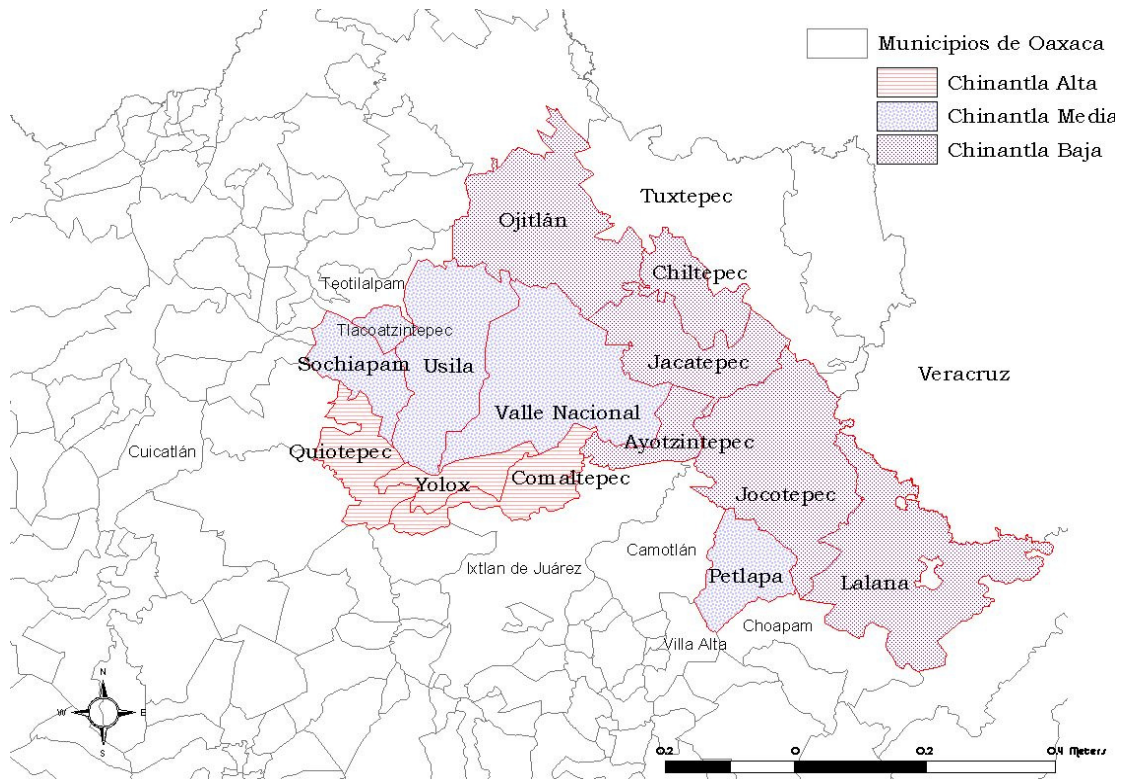 Municipios de Oaxaca
Chinantla Alta
Chinantla Media
Chinantla Baja
Tuxtepec
Ojitlán
Chiltepec
Teotilalpam
Tlacoatzintepec
Sochiapam
Usila
Jacatepec
Veracruz
Valle Nacional
Ayotzintepec
Cuicatlán
Quiotepec
Yolox
Comaltepec
Jocotepec
Camotlán
Ixtlan de Juárez
Petlapa
Lalana
Choapam
Villa Alta
N
W
E
S
0.2 0 0.2 0.4 Meters